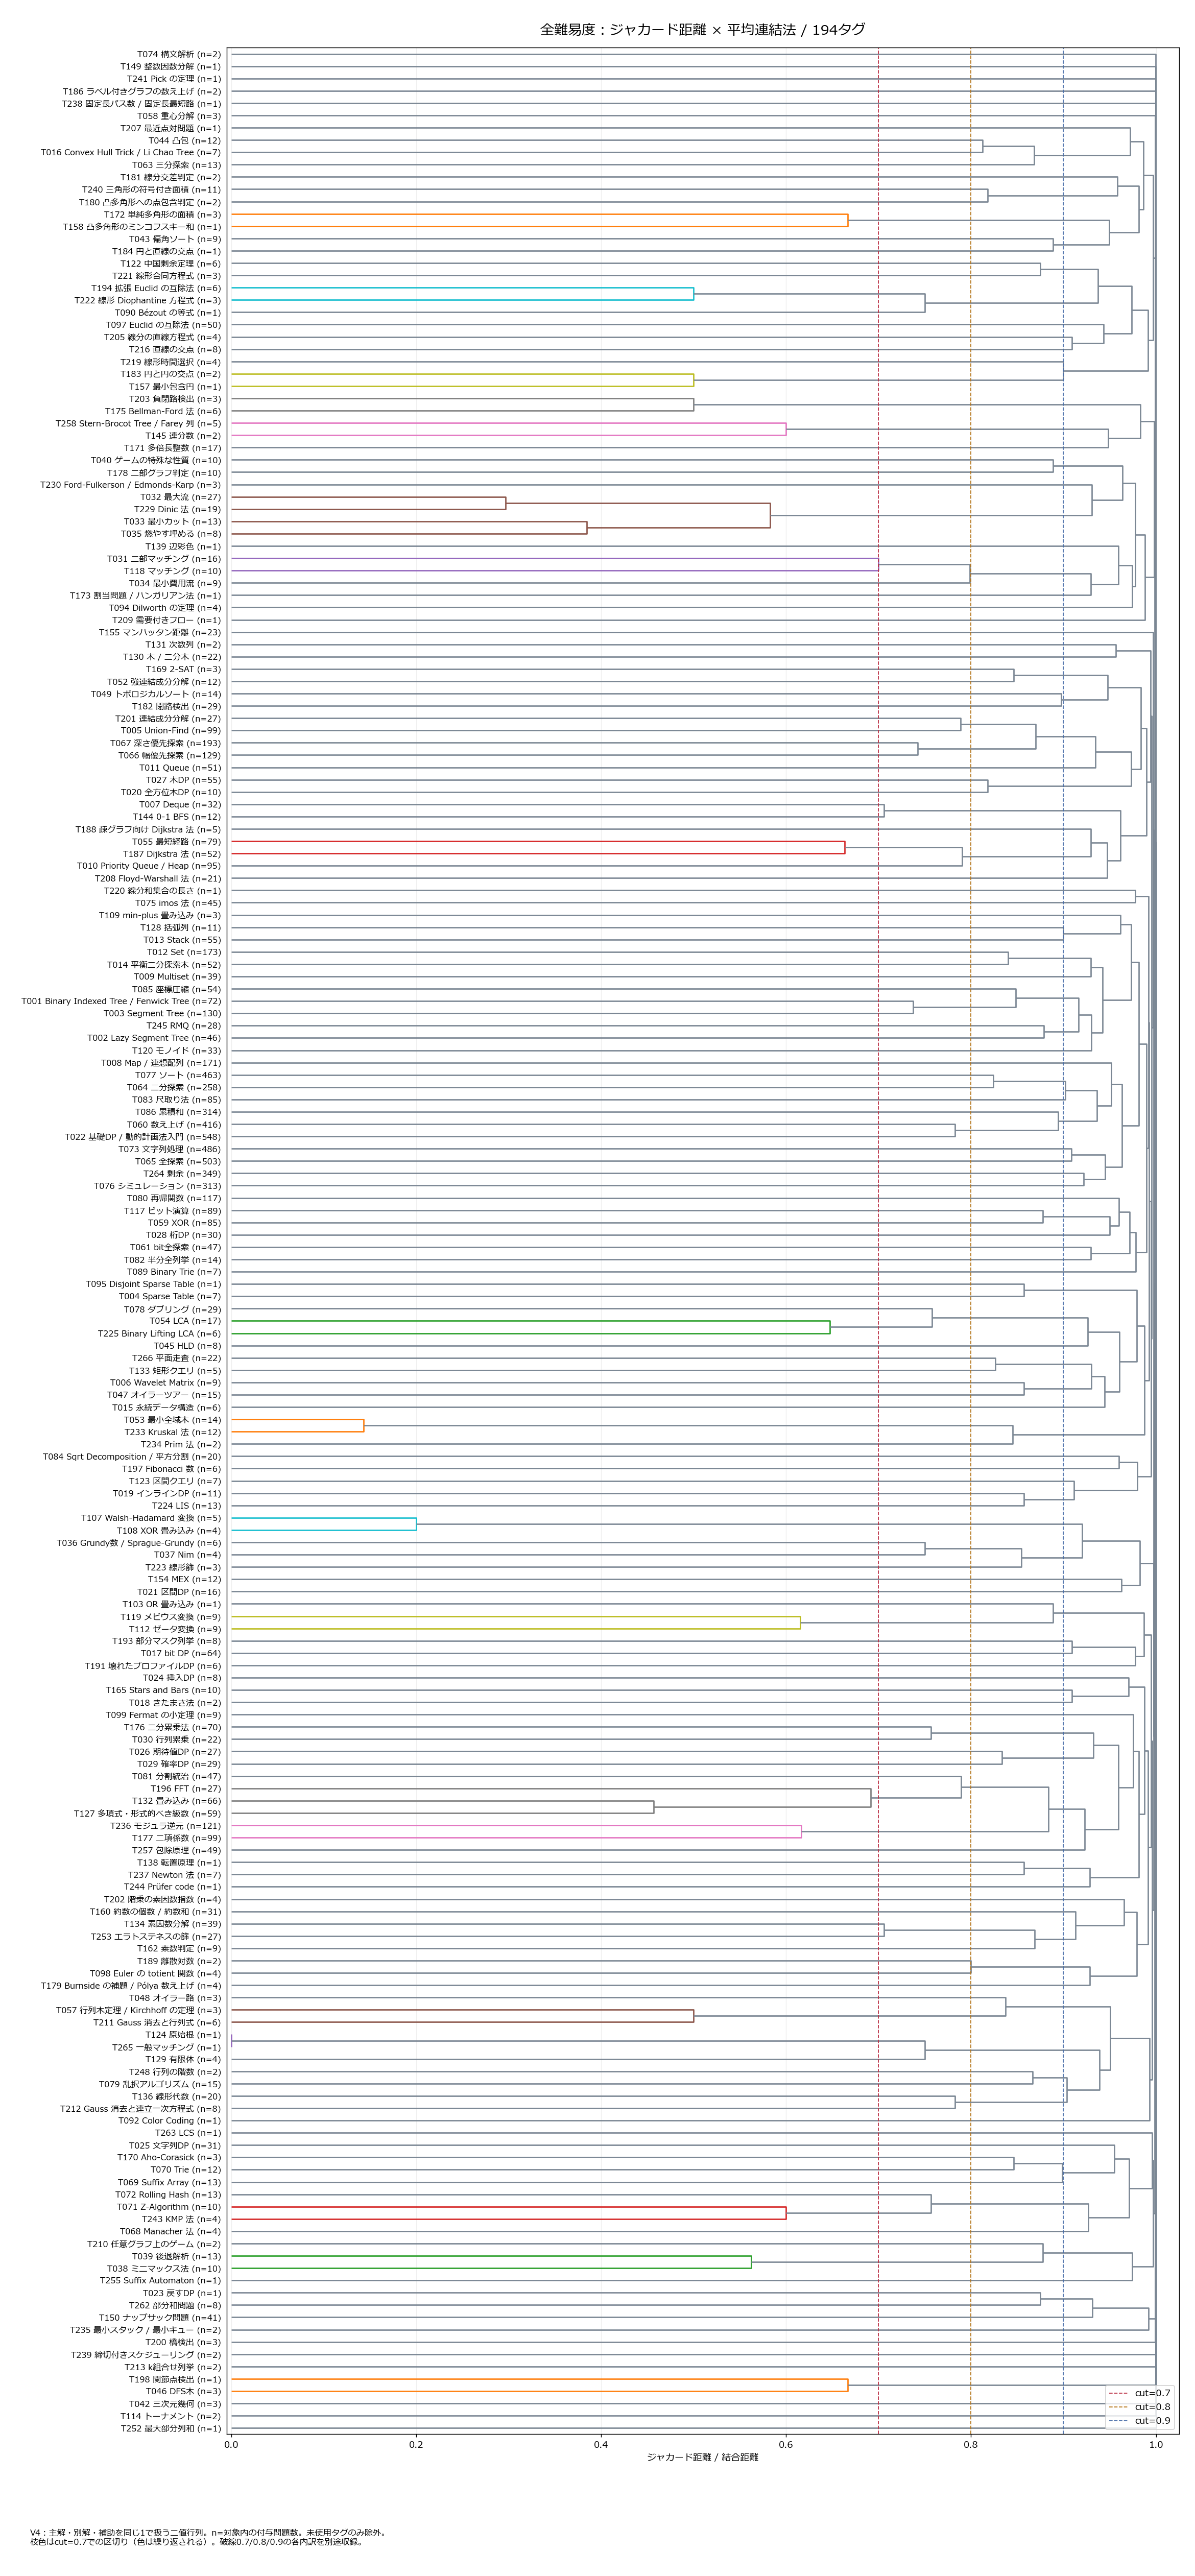 全難易度：ジャカード距離 × 平均連結法 / 194タグ
T074 構文解析 (n=2)
T149 整数因数分解 (n=1)
T241 Pick の定理 (n=1)
T186 ラベル付きグラフの数え上げ (n=2)
T238 固定長パス数 / 固定長最短路 (n=1)
T058 重心分解 (n=3)
T207 最近点対問題 (n=1)
T044 凸包 (n=12)
T016 Convex Hull Trick / Li Chao Tree (n=7)
T063 三分探索 (n=13)
T181 線分交差判定 (n=2)
T240 三角形の符号付き面積 (n=11)
T180 凸多角形への点包含判定 (n=2)
T172 単純多角形の面積 (n=3)
T158 凸多角形のミンコフスキー和 (n=1)
T043 偏角ソート (n=9)
T184 円と直線の交点 (n=1)
T122 中国剰余定理 (n=6)
T221 線形合同方程式 (n=3)
T194 拡張 Euclid の互除法 (n=6)
T222 線形 Diophantine 方程式 (n=3)
T090 Bézout の等式 (n=1)
T097 Euclid の互除法 (n=50)
T205 線分の直線方程式 (n=4)
T216 直線の交点 (n=8)
T219 線形時間選択 (n=4)
T183 円と円の交点 (n=2)
T157 最小包含円 (n=1)
T203 負閉路検出 (n=3)
T175 Bellman-Ford 法 (n=6)
T258 Stern-Brocot Tree / Farey 列 (n=5)
T145 連分数 (n=2)
T171 多倍長整数 (n=17)
T040 ゲームの特殊な性質 (n=10)
T178 二部グラフ判定 (n=10)
T230 Ford-Fulkerson / Edmonds-Karp (n=3)
T032 最大流 (n=27)
T229 Dinic 法 (n=19)
T033 最小カット (n=13)
T035 燃やす埋める (n=8)
T139 辺彩色 (n=1)
T031 二部マッチング (n=16)
T118 マッチング (n=10)
T034 最小費用流 (n=9)
T173 割当問題 / ハンガリアン法 (n=1)
T094 Dilworth の定理 (n=4)
T209 需要付きフロー (n=1)
T155 マンハッタン距離 (n=23)
T131 次数列 (n=2)
T130 木 / 二分木 (n=22)
T169 2-SAT (n=3)
T052 強連結成分分解 (n=12)
T049 トポロジカルソート (n=14)
T182 閉路検出 (n=29)
T201 連結成分分解 (n=27)
T005 Union-Find (n=99)
T067 深さ優先探索 (n=193)
T066 幅優先探索 (n=129)
T011 Queue (n=51)
T027 木DP (n=55)
T020 全方位木DP (n=10)
T007 Deque (n=32)
T144 0-1 BFS (n=12)
T188 疎グラフ向け Dijkstra 法 (n=5)
T055 最短経路 (n=79)
T187 Dijkstra 法 (n=52)
T010 Priority Queue / Heap (n=95)
T208 Floyd-Warshall 法 (n=21)
T220 線分和集合の長さ (n=1)
T075 imos 法 (n=45)
T109 min-plus 畳み込み (n=3)
T128 括弧列 (n=11)
T013 Stack (n=55)
T012 Set (n=173)
T014 平衡二分探索木 (n=52)
T009 Multiset (n=39)
T085 座標圧縮 (n=54)
T001 Binary Indexed Tree / Fenwick Tree (n=72)
T003 Segment Tree (n=130)
T245 RMQ (n=28)
T002 Lazy Segment Tree (n=46)
T120 モノイド (n=33)
T008 Map / 連想配列 (n=171)
T077 ソート (n=463)
T064 二分探索 (n=258)
T083 尺取り法 (n=85)
T086 累積和 (n=314)
T060 数え上げ (n=416)
T022 基礎DP / 動的計画法入門 (n=548)
T073 文字列処理 (n=486)
T065 全探索 (n=503)
T264 剰余 (n=349)
T076 シミュレーション (n=313)
T080 再帰関数 (n=117)
T117 ビット演算 (n=89)
T059 XOR (n=85)
T028 桁DP (n=30)
T061 bit全探索 (n=47)
T082 半分全列挙 (n=14)
T089 Binary Trie (n=7)
T095 Disjoint Sparse Table (n=1)
T004 Sparse Table (n=7)
T078 ダブリング (n=29)
T054 LCA (n=17)
T225 Binary Lifting LCA (n=6)
T045 HLD (n=8)
T266 平面走査 (n=22)
T133 矩形クエリ (n=5)
T006 Wavelet Matrix (n=9)
T047 オイラーツアー (n=15)
T015 永続データ構造 (n=6)
T053 最小全域木 (n=14)
T233 Kruskal 法 (n=12)
T234 Prim 法 (n=2)
T084 Sqrt Decomposition / 平方分割 (n=20)
T197 Fibonacci 数 (n=6)
T123 区間クエリ (n=7)
T019 インラインDP (n=11)
T224 LIS (n=13)
T107 Walsh-Hadamard 変換 (n=5)
T108 XOR 畳み込み (n=4)
T036 Grundy数 / Sprague-Grundy (n=6)
T037 Nim (n=4)
T223 線形篩 (n=3)
T154 MEX (n=12)
T021 区間DP (n=16)
T103 OR 畳み込み (n=1)
T119 メビウス変換 (n=9)
T112 ゼータ変換 (n=9)
T193 部分マスク列挙 (n=8)
T017 bit DP (n=64)
T191 壊れたプロファイルDP (n=6)
T024 挿入DP (n=8)
T165 Stars and Bars (n=10)
T018 きたまさ法 (n=2)
T099 Fermat の小定理 (n=9)
T176 二分累乗法 (n=70)
T030 行列累乗 (n=22)
T026 期待値DP (n=27)
T029 確率DP (n=29)
T081 分割統治 (n=47)
T196 FFT (n=27)
T132 畳み込み (n=66)
T127 多項式・形式的べき級数 (n=59)
T236 モジュラ逆元 (n=121)
T177 二項係数 (n=99)
T257 包除原理 (n=49)
T138 転置原理 (n=1)
T237 Newton 法 (n=7)
T244 Prüfer code (n=1)
T202 階乗の素因数指数 (n=4)
T160 約数の個数 / 約数和 (n=31)
T134 素因数分解 (n=39)
T253 エラトステネスの篩 (n=27)
T162 素数判定 (n=9)
T189 離散対数 (n=2)
T098 Euler の totient 関数 (n=4)
T179 Burnside の補題 / Pólya 数え上げ (n=4)
T048 オイラー路 (n=3)
T057 行列木定理 / Kirchhoff の定理 (n=3)
T211 Gauss 消去と行列式 (n=6)
T124 原始根 (n=1)
T265 一般マッチング (n=1)
T129 有限体 (n=4)
T248 行列の階数 (n=2)
T079 乱択アルゴリズム (n=15)
T136 線形代数 (n=20)
T212 Gauss 消去と連立一次方程式 (n=8)
T092 Color Coding (n=1)
T263 LCS (n=1)
T025 文字列DP (n=31)
T170 Aho-Corasick (n=3)
T070 Trie (n=12)
T069 Suffix Array (n=13)
T072 Rolling Hash (n=13)
T071 Z-Algorithm (n=10)
T243 KMP 法 (n=4)
T068 Manacher 法 (n=4)
T210 任意グラフ上のゲーム (n=2)
T039 後退解析 (n=13)
T038 ミニマックス法 (n=10)
T255 Suffix Automaton (n=1)
T023 戻すDP (n=1)
T262 部分和問題 (n=8)
T150 ナップサック問題 (n=41)
T235 最小スタック / 最小キュー (n=2)
T200 橋検出 (n=3)
T239 締切付きスケジューリング (n=2)
T213 k組合せ列挙 (n=2)
T198 関節点検出 (n=1)
T046 DFS木 (n=3)
T042 三次元幾何 (n=3)
T114 トーナメント (n=2)
T252 最大部分列和 (n=1)
cut=0.7
cut=0.8
cut=0.9
0.0 0.2 0.4 0.6 0.8 1.0
ジャカード距離 / 結合距離
V4：主解・別解・補助を同じ1で扱う二値行列。n=対象内の付与問題数。未使用タグのみ除外。
枝色はcut=0.7での区切り（色は繰り返される）。破線0.7/0.8/0.9の各内訳を別途収録。